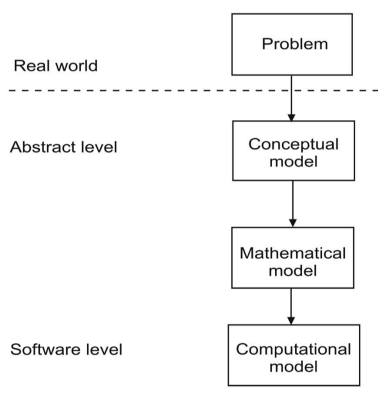 Problem
Real world
Abstract level
Conceptual
model
Mathematical
model
Software level
Computational
model